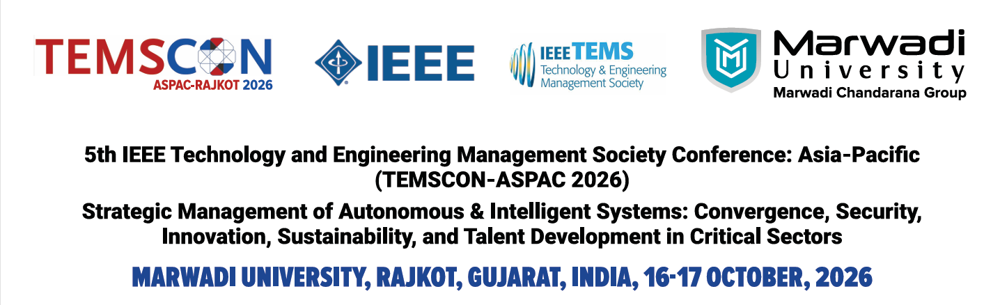 TEMSCON
ASPAC-RAJKOT 2026
IEEE
IEEE TEMS
Technology & Engineering
Management Society
Marwadi
University
Marwadi Chandarana Group
5th IEEE Technology and Engineering Management Society Conference: Asia-Pacific
(TEMSCON-ASPAC 2026)
Strategic Management of Autonomous & Intelligent Systems: Convergence, Security,
Innovation, Sustainability, and Talent Development in Critical Sectors
MARWADI UNIVERSITY, RAJKOT, GUJARAT, INDIA, 16-17 OCTOBER, 2026